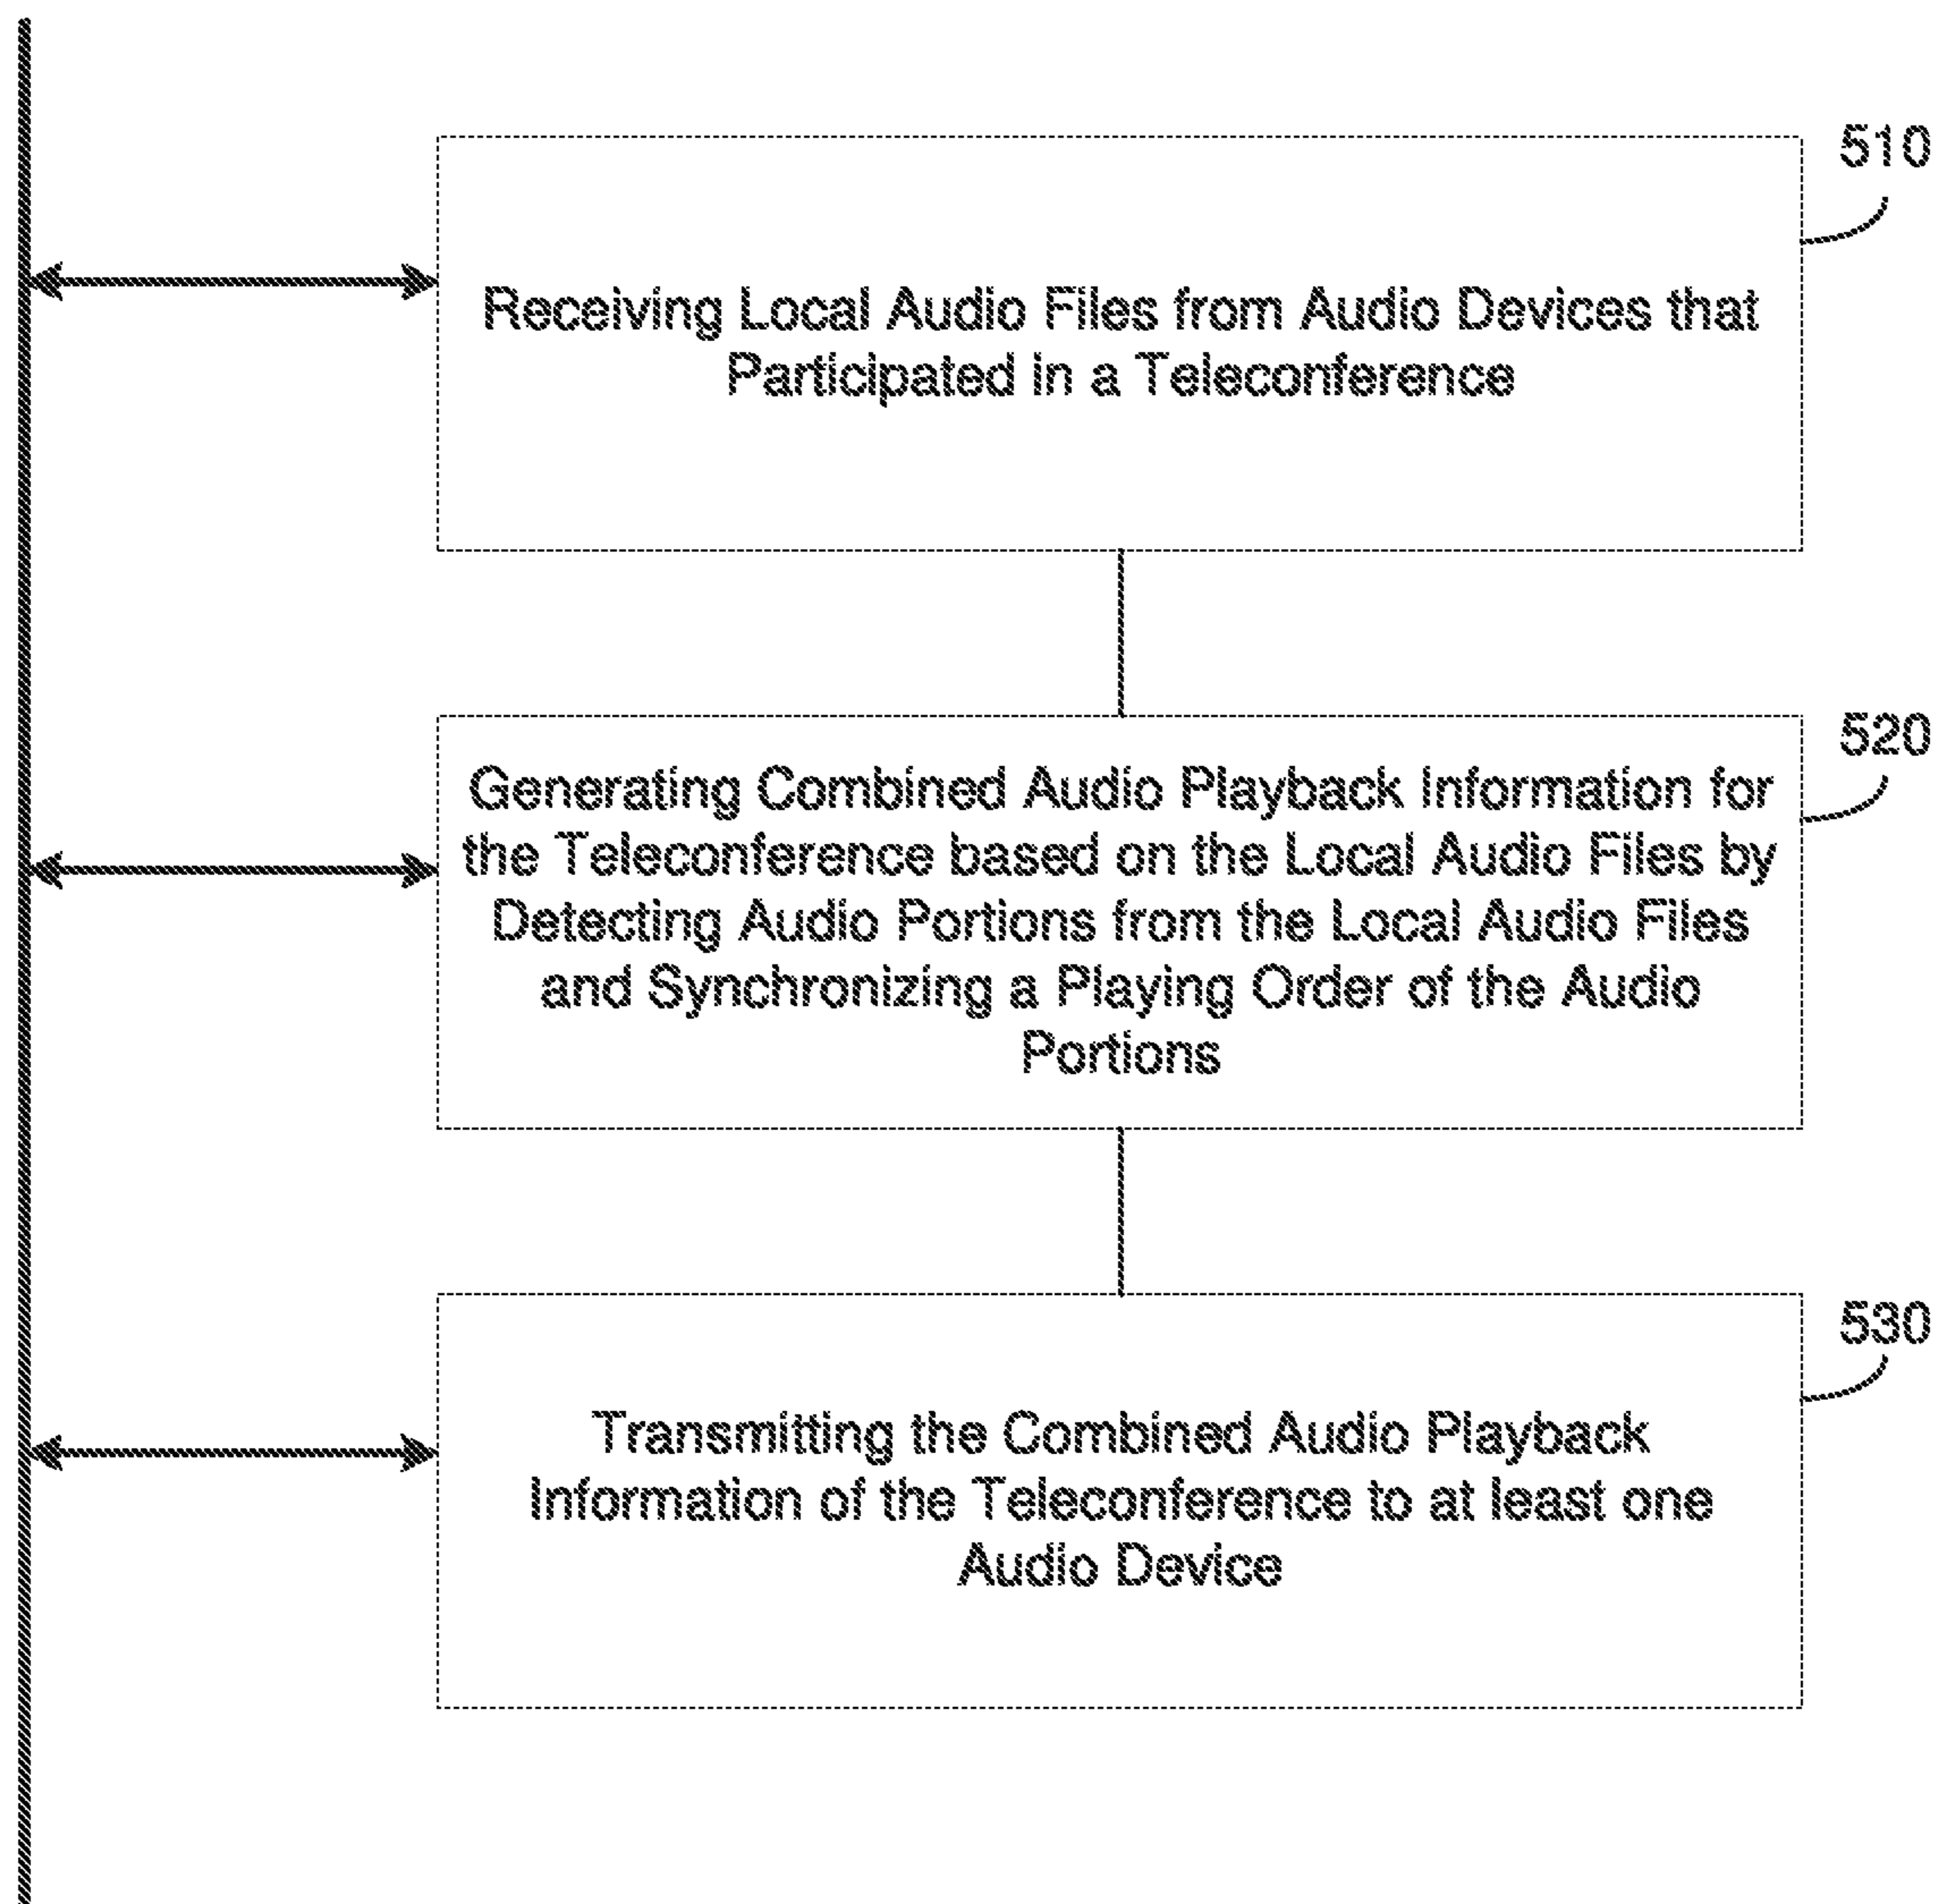 510
Receiving Local Audio Files from Audio Devices that
Participated in a Teleconference
520
Generating Combined Audio Playback Information for
the Teleconference based on the Local Audio Files by
Detecting Audio Portions from the Local Audio Files
and Synchronizing a Playing Order of the Audio
Portions
530
Transmitting the Combined Audio Playback
Information of the Teleconference to at least one
Audio Device